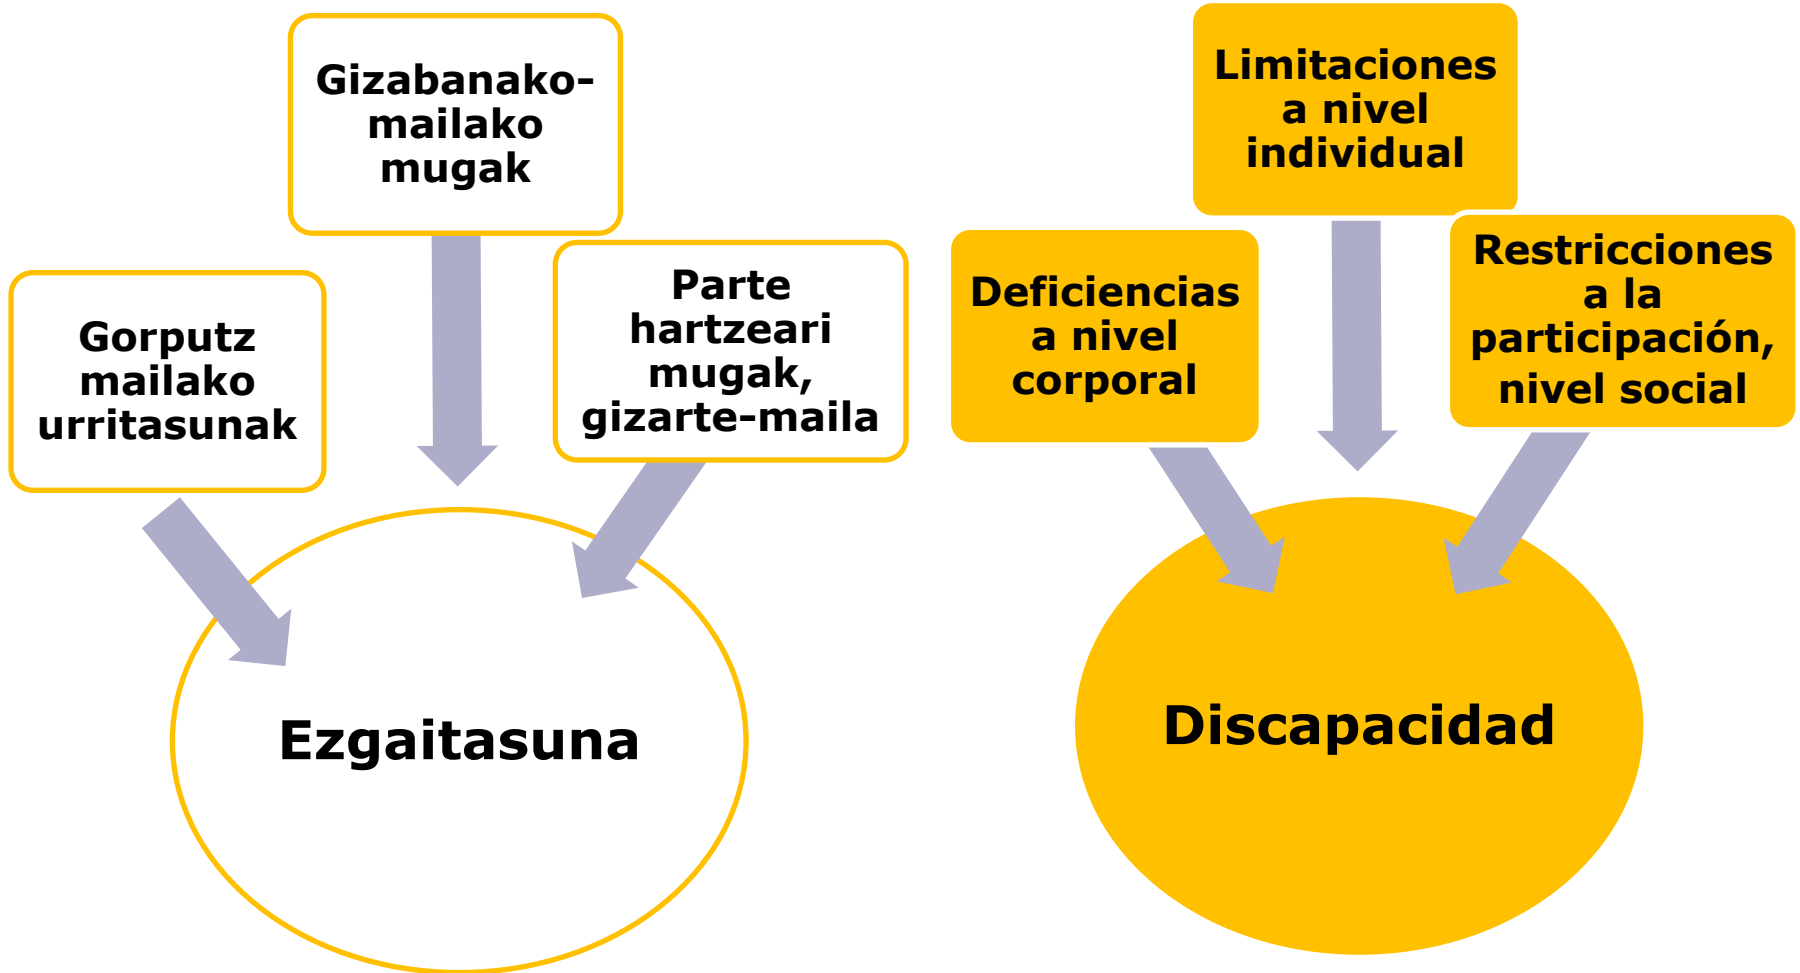 Gizabanako-
mailako
mugak
Gorputz
mailako
urritasunak
Parte
hartzeari
mugak,
gizarte-maila
Ezgaitasuna
Limitaciones
a nivel
individual
Deficiencias
a nivel
corporal
Restricciones
a la
participación,
nivel social
Discapacidad